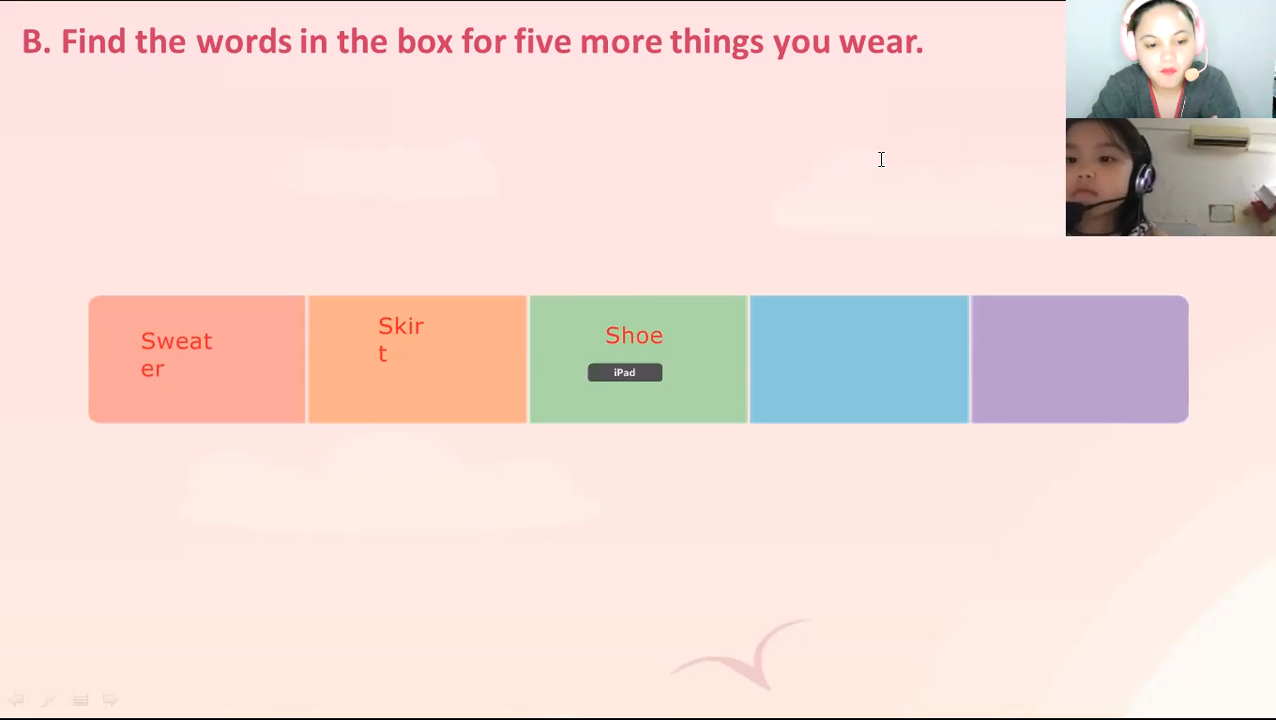 B. Find the words in the box for five more things you wear.
Sweat
er
Skir
t
Shoe
iPad